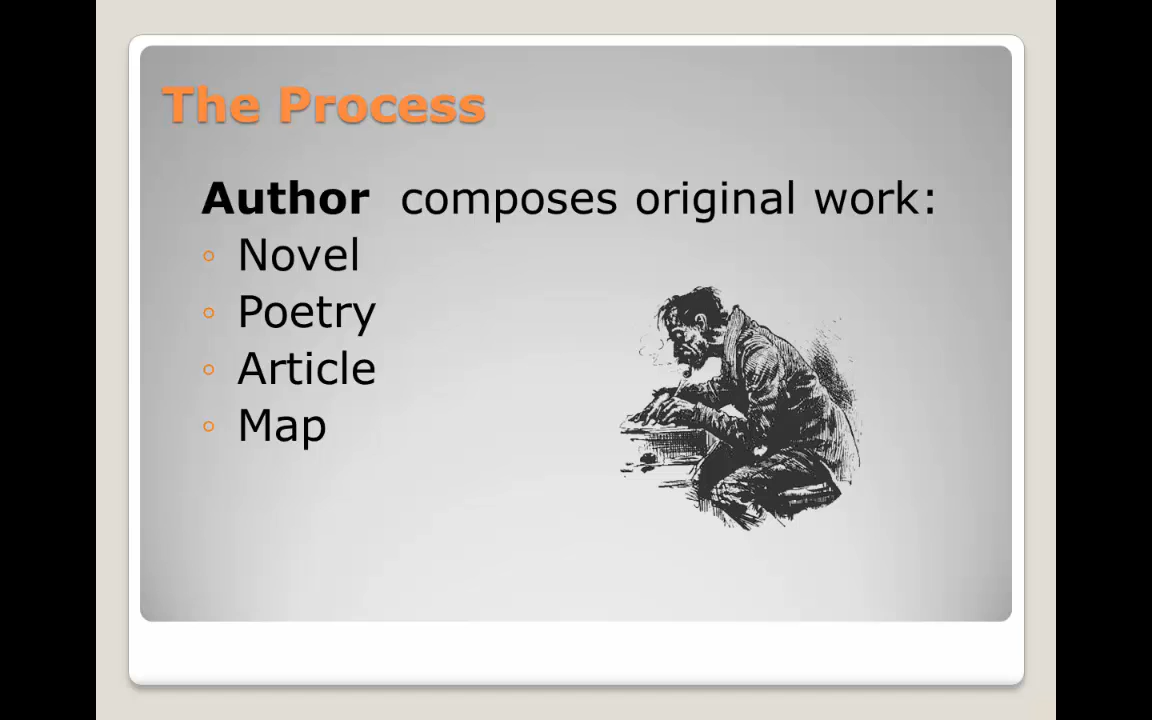 The Process
Author composes original work:
Novel
Poetry
Article
Map